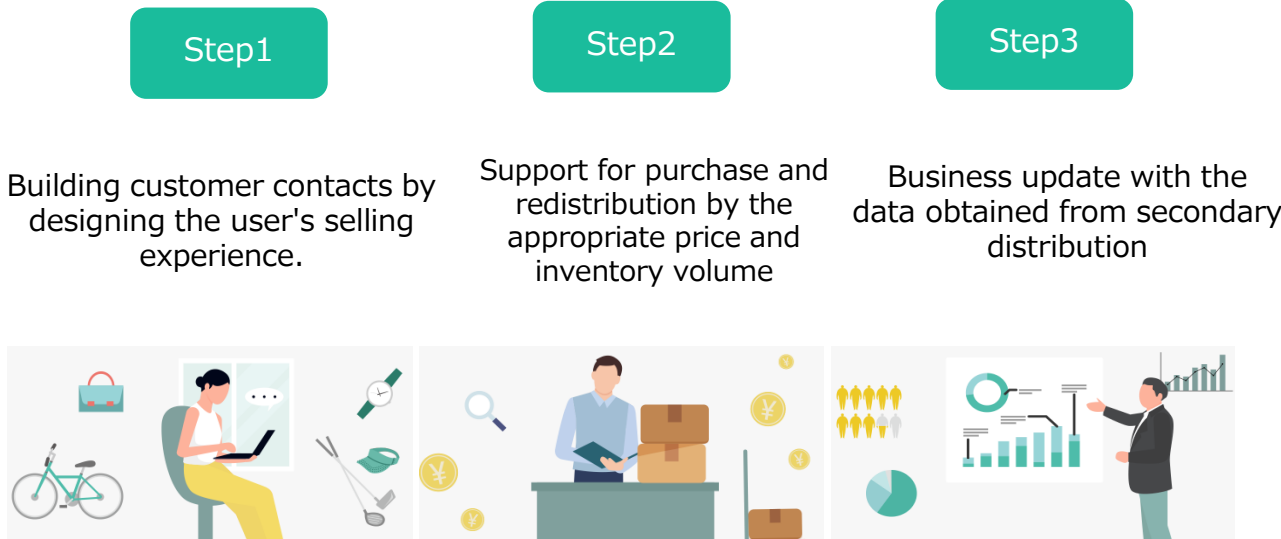 Step1
Building customer contacts by
designing the user's selling
experience.
Step2
Support for purchase and
redistribution by the
appropriate price and
inventory volume
Step3
Business update with the
data obtained from secondary
distribution
¥
¥
¥
¥
¥